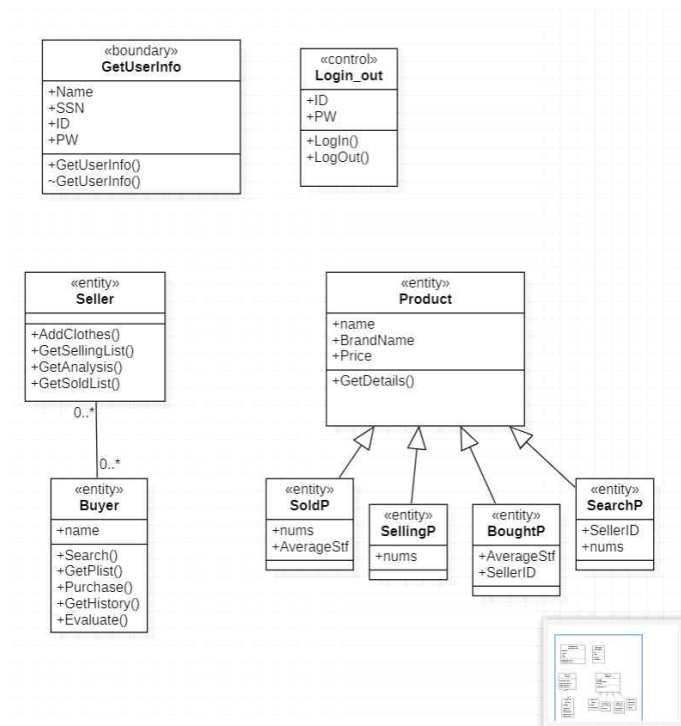 «boundary»
GetUserInfo
+Name
+SSN
+ID
+PW
+GetUserInfo()
~GetUserInfo()
«control»
Login_out
+ID
+PW
+LogIn()
+LogOut()
«entity»
Seller
+AddClothes()
+GetSellingList()
+GetAnalysis()
+GetSoldList()
0..*
0..*
«entity»
Buyer
+name
+Search()
+GetPlist()
+Purchase()
+GetHistory()
+Evaluate()
«entity»
Product
+name
+BrandName
+Price
+GetDetails()
«entity»
SoldP
+nums
+AverageStf
«entity»
SellingP
+nums
«entity»
BoughtP
+AverageStf
+SellerID
«entity»
SearchP
+SellerID
+nums